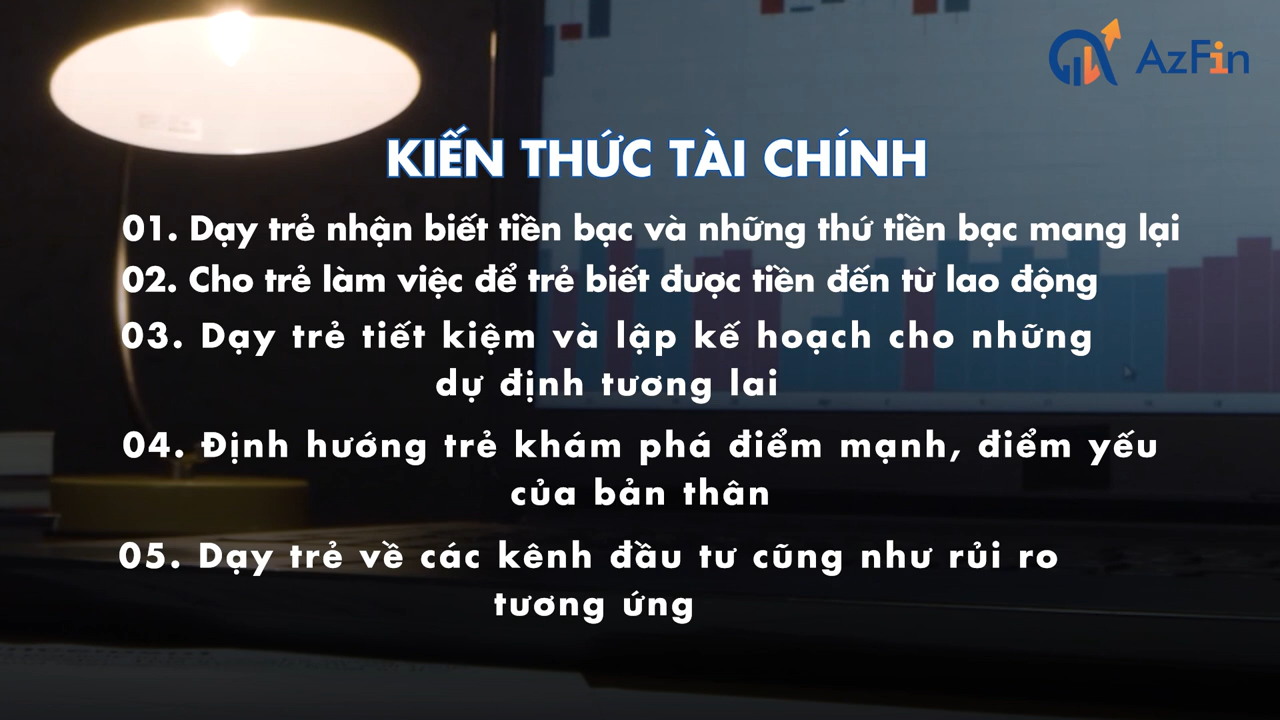 AzFin
KIẾN THỨC TÀI CHÍNH
01. Dạy trẻ nhận biết tiền bạc và những thứ tiền bạc mang lại
02. Cho trẻ làm việc để trẻ biết được tiền đến từ lao động
03. Dạy trẻ tiết kiệm và lập kế hoạch cho những
dự định tương lai
04. Định hướng trẻ khám phá điểm mạnh, điểm yếu
của bản thân
05. Dạy trẻ về các kênh đầu tư cũng như rủi ro
tương ứng